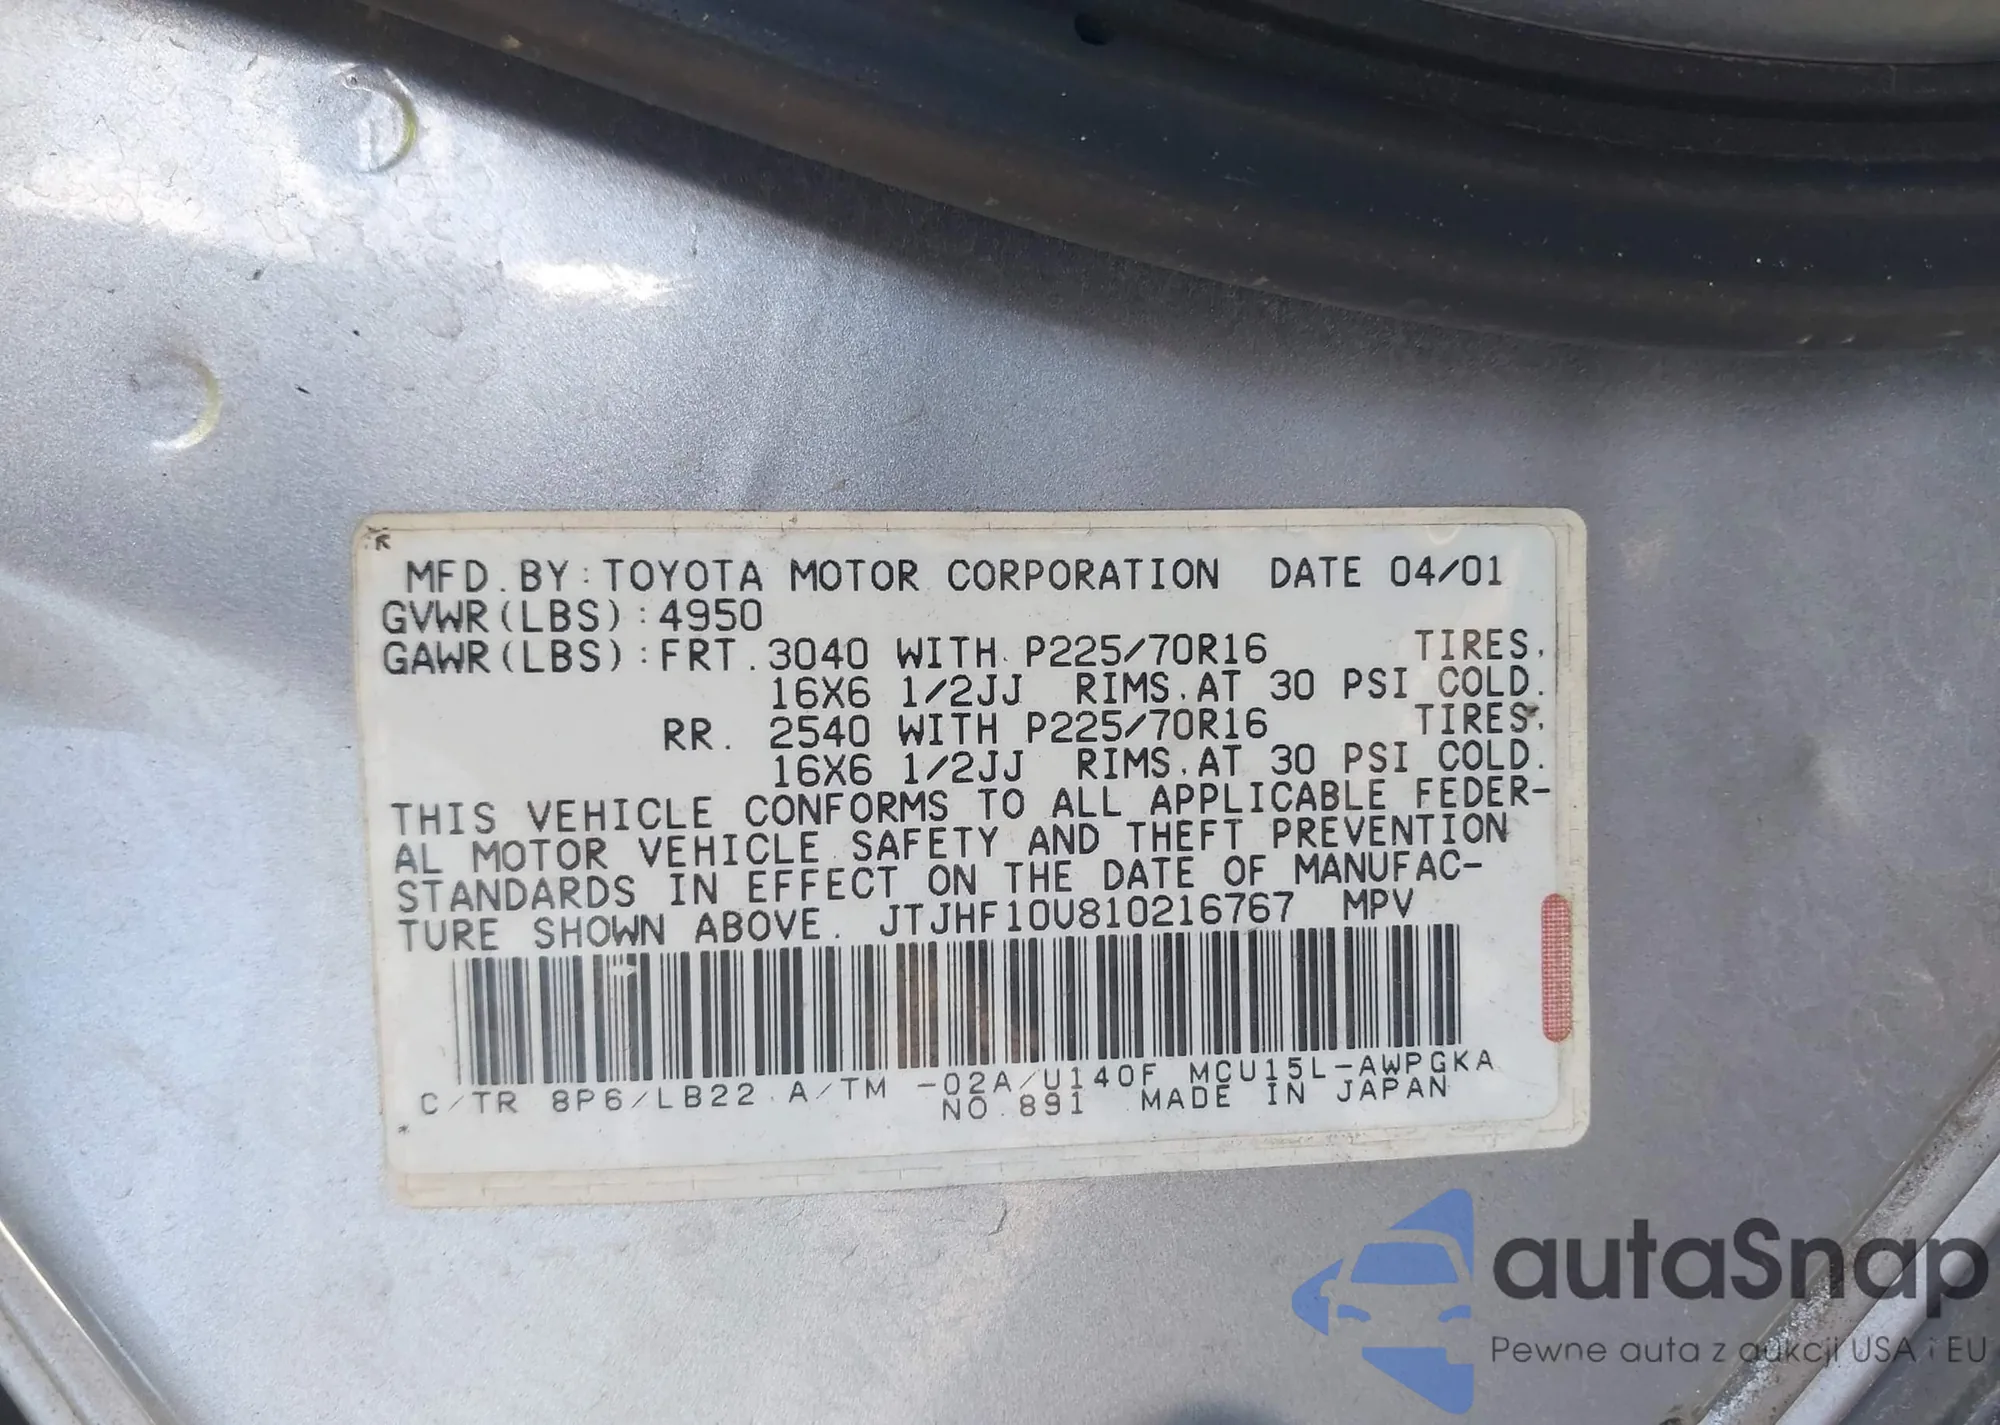 MFD.BY:TOYOTA MOTOR CORPORATION DATE 04/01
GVWR(LBS):4950
GAWR(LBS):FRT.3040 WITH P225/70R16 TIRES,
16X6 1/2JJ RIMS.AT 30 PSI COLD.
RR. 2540 WITH P225/70R16 TIRES,
16X6 1/2JJ RIMS.AT 30 PSI COLD.
THIS VEHICLE CONFORMS TO ALL APPLICABLE FEDER-
AL MOTOR VEHICLE SAFETY AND THEFT PREVENTION
STANDARDS IN EFFECT ON THE DATE OF MANUFAC-
TURE SHOWN ABOVE. JTJHF10U810216767 MPV
C/TR 8P6/LB22 A/TM -02A/U140F MCU15L-AWPGKA
NO.891 MADE IN JAPAN
autaSnap
Pewne auta z aukcji USA i EU